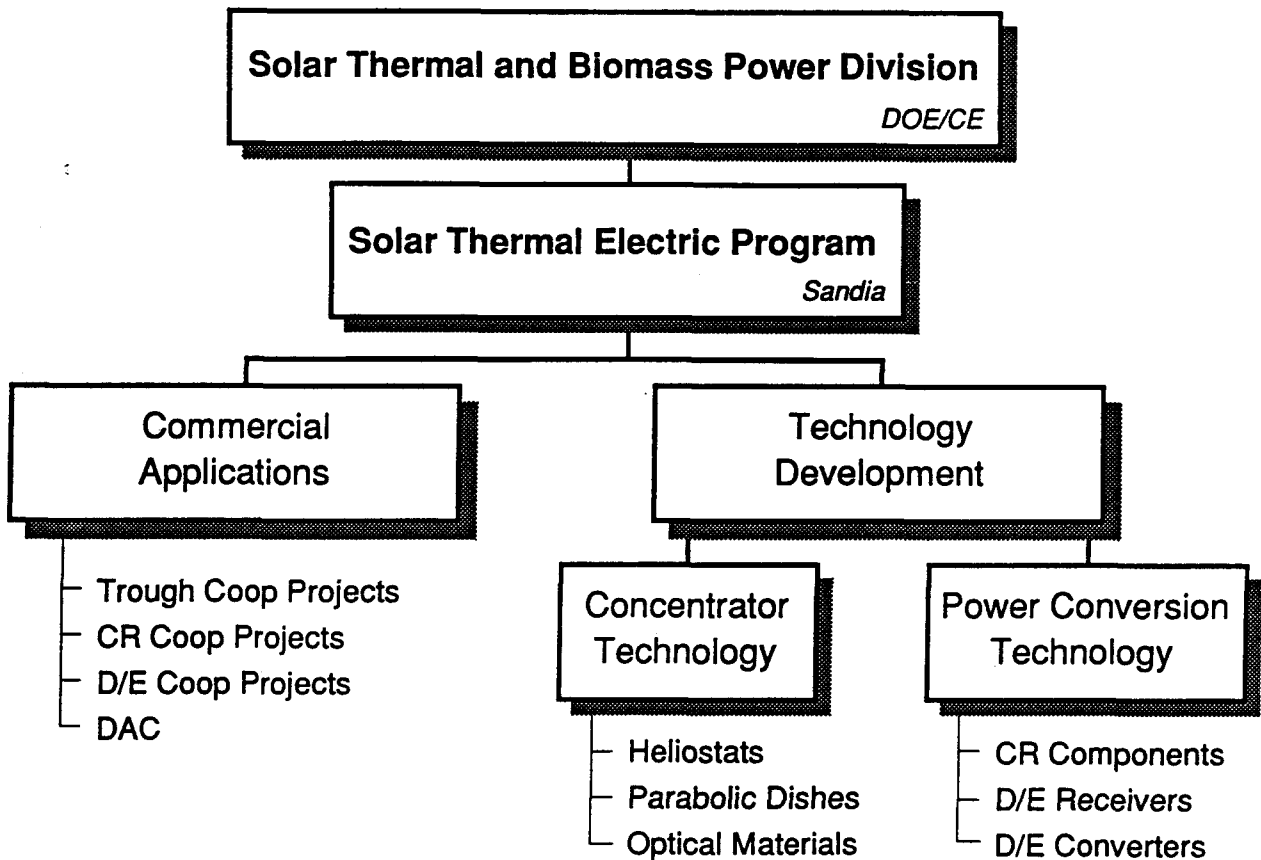 Solar Thermal and Biomass Power Division
DOE/CE
Solar Thermal Electric Program
Sandia
Commercial
Applications
Trough Coop Projects
CR Coop Projects
D/E Coop Projects
DAC
Technology
Development
Concentrator
Technology
Heliostats
Parabolic Dishes
Optical Materials
Power Conversion
Technology
CR Components
D/E Receivers
D/E Converters